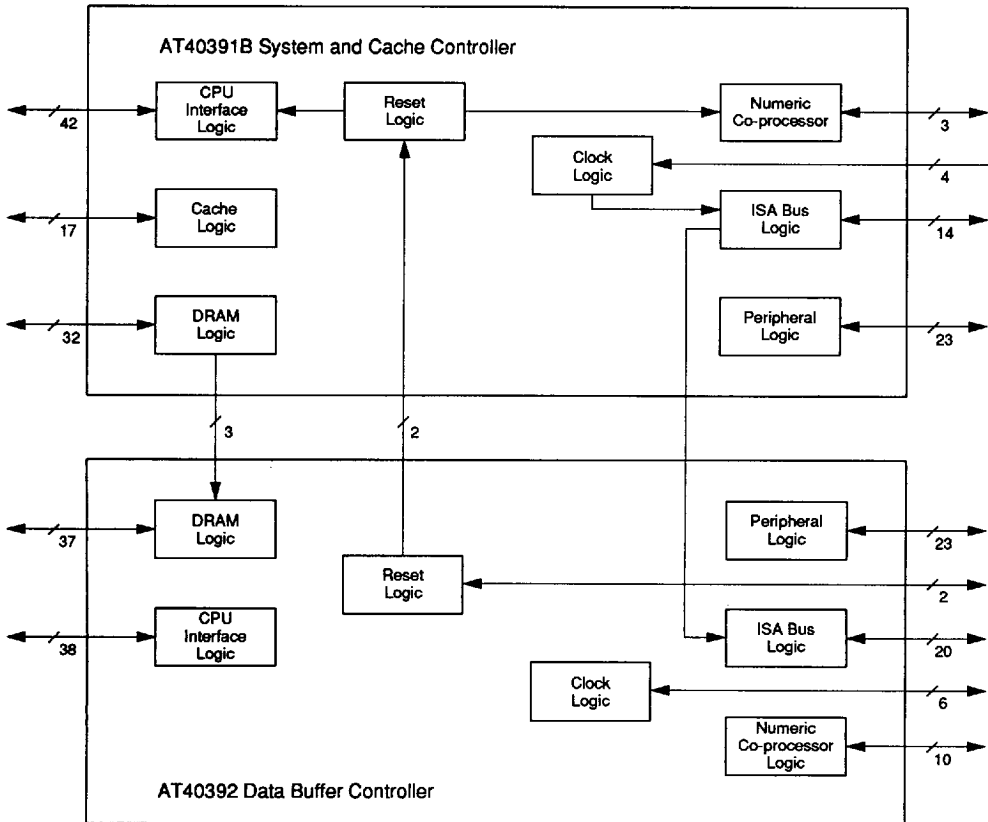 AT40391B System and Cache Controller
CPU
Interface
Logic
Reset
Logic
Numeric
Co-processor
42
3
Clock
Logic
4
Cache
Logic
ISA Bus
Logic
17
14
DRAM
Logic
Peripheral
Logic
32
23
3
2
DRAM
Logic
Peripheral
Logic
37
23
Reset
Logic
2
CPU
Interface
Logic
ISA Bus
Logic
38
20
Clock
Logic
6
Numeric
Co-processor
Logic
10
AT40392 Data Buffer Controller